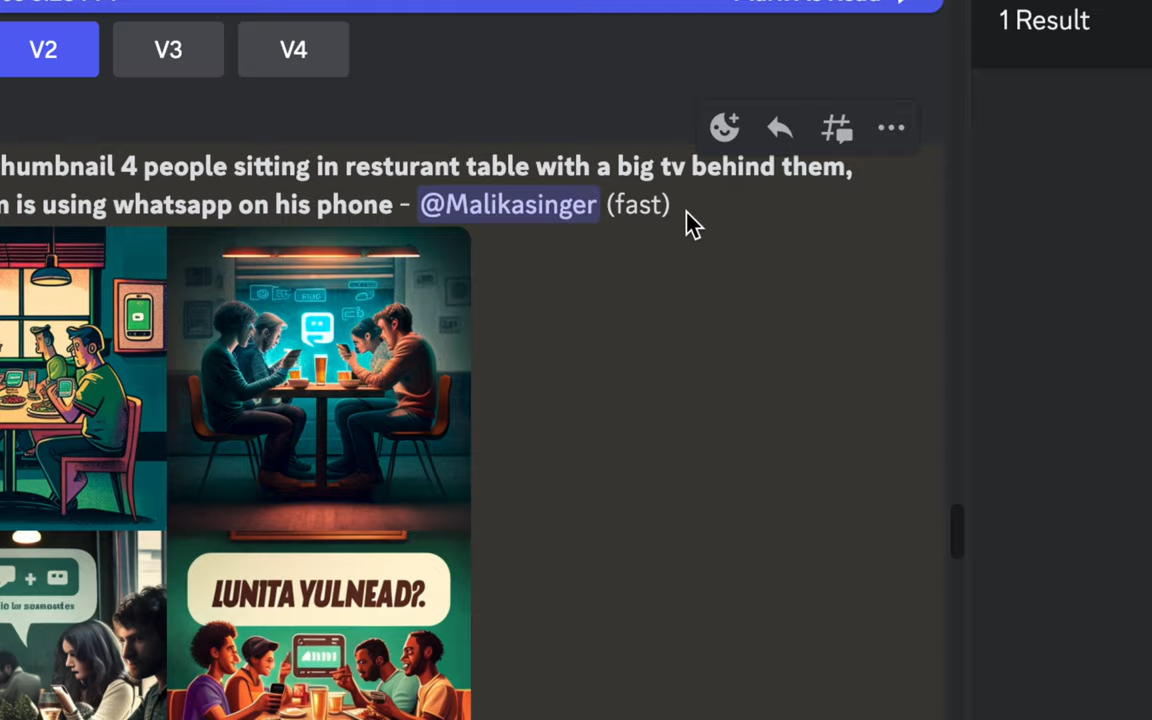 1 Result
V2
V3
V4
humbnail 4 people sitting in resturant table with a big tv behind them,
is using whatsapp on his phone - @Malikasinger (fast)
LUNITA YULNEAD?.